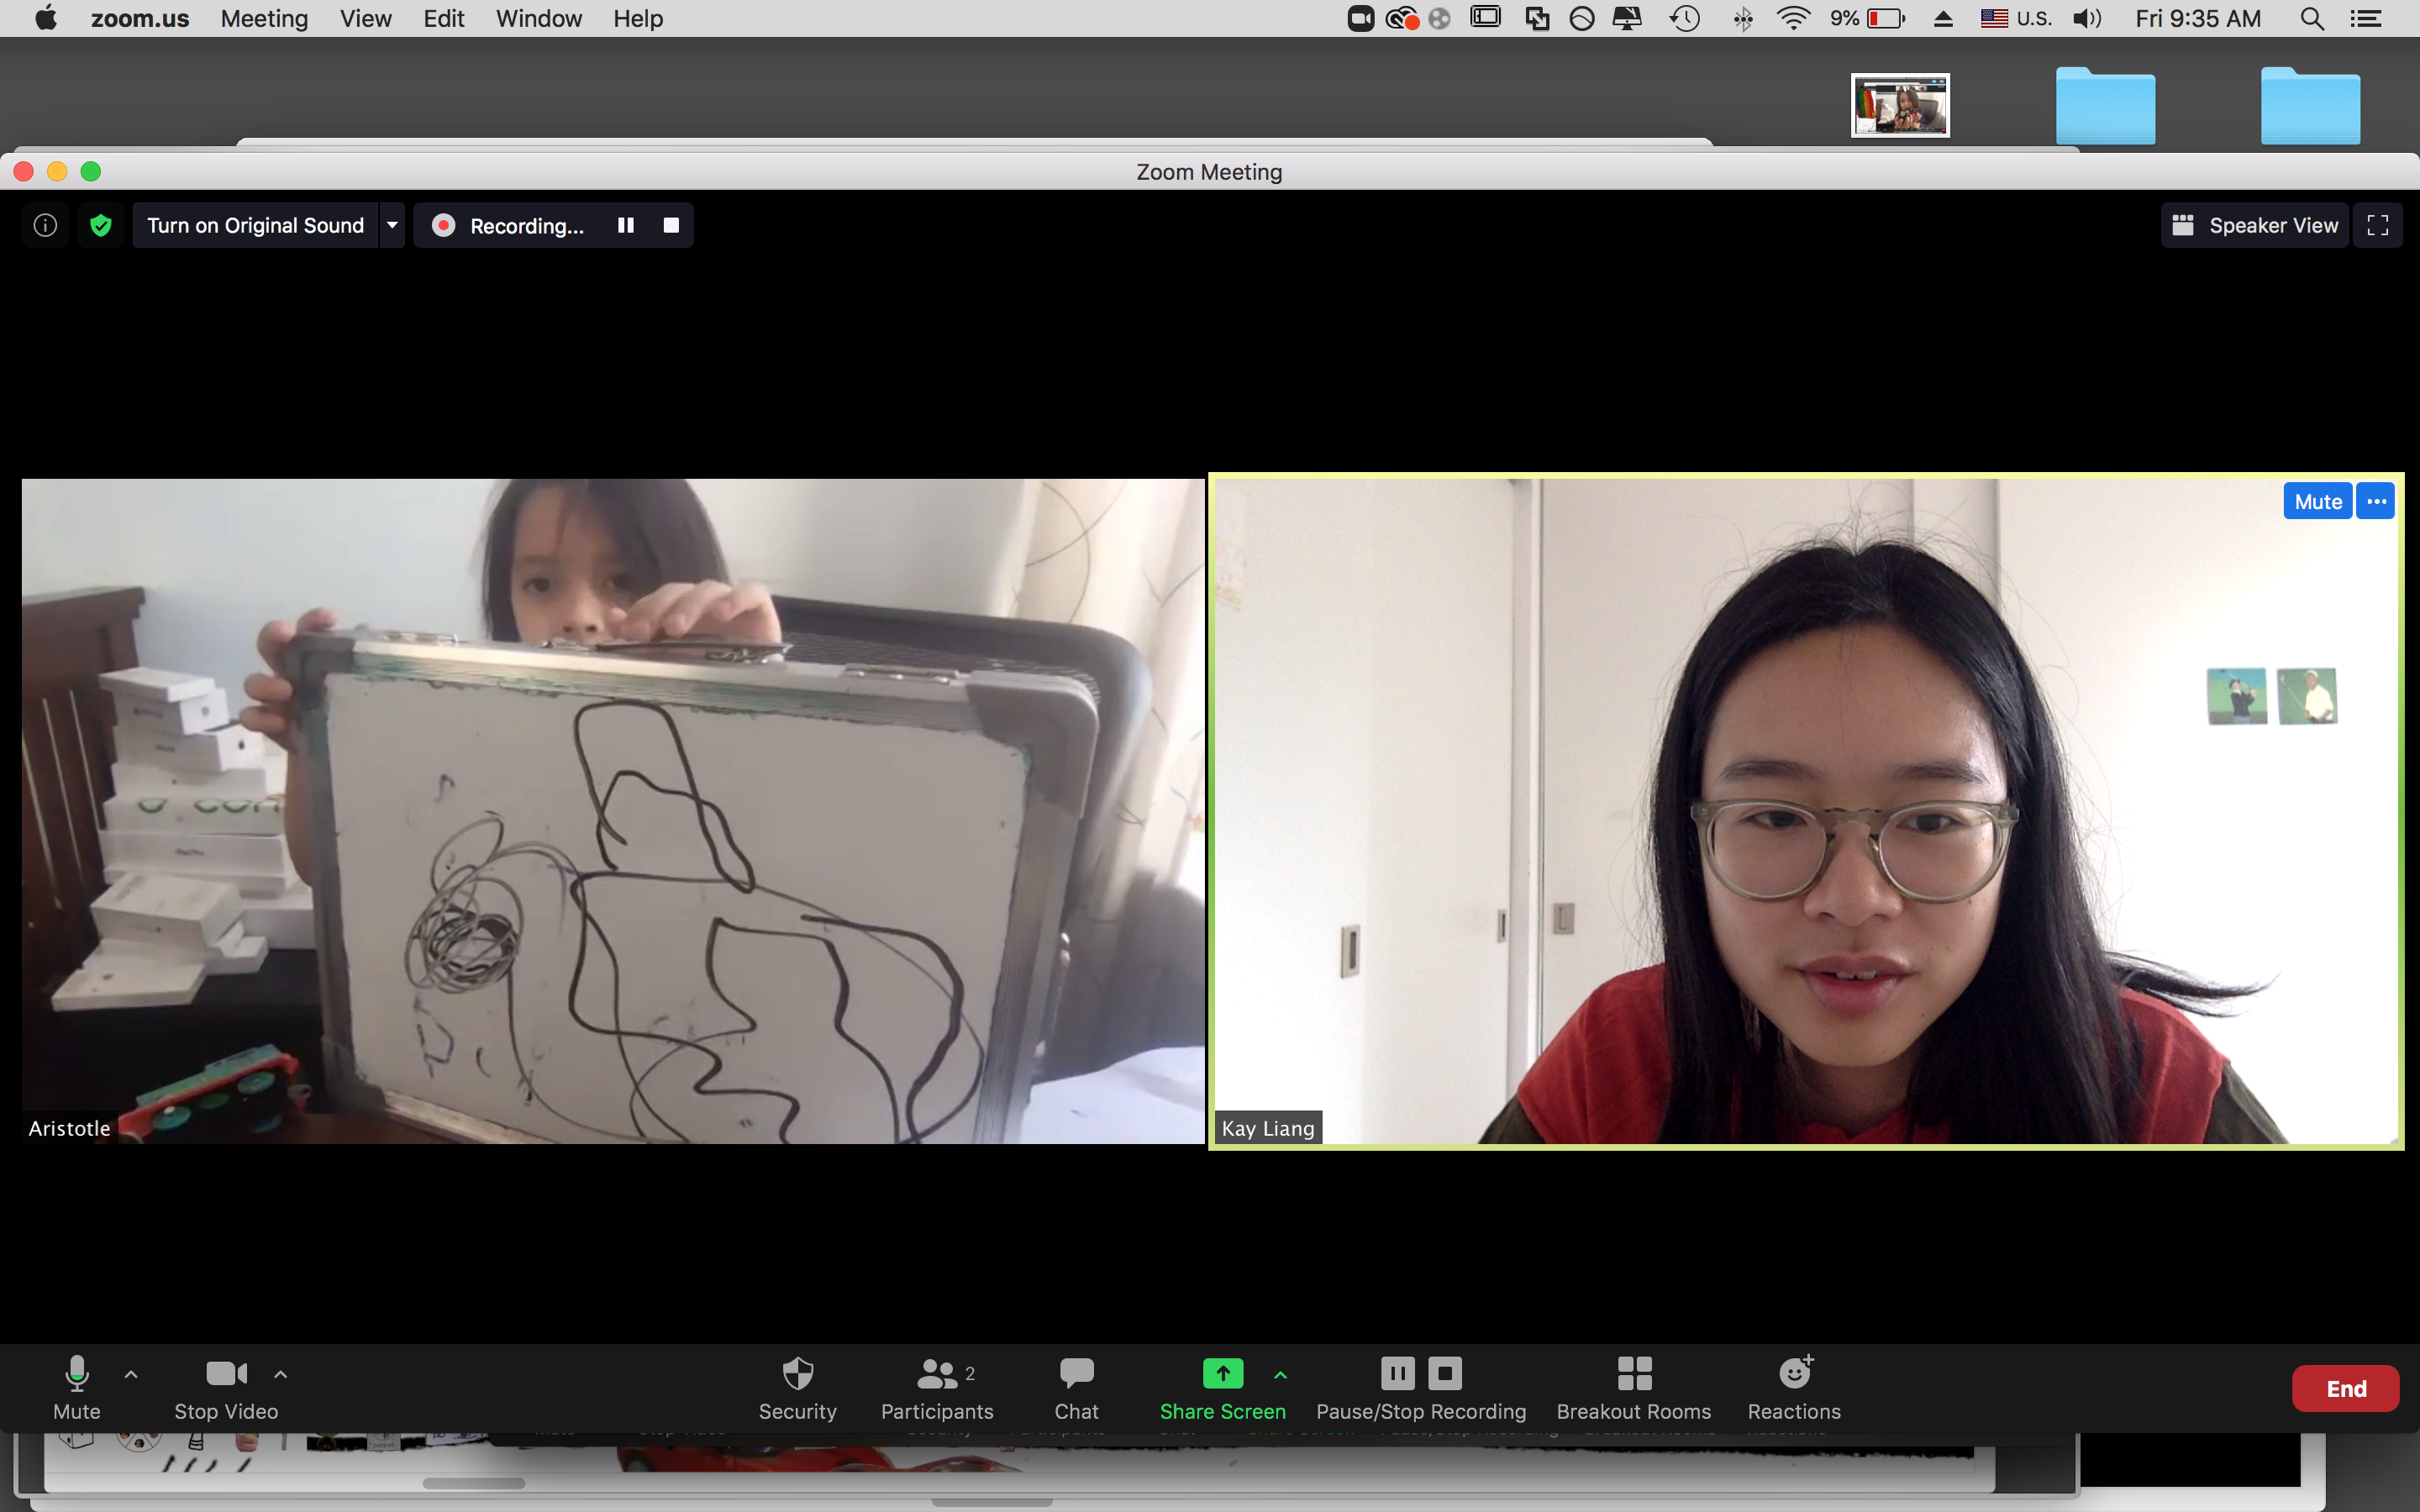 zoom.us Meeting View Edit Window Help 9% U.S. Fri 9:35 AM
Zoom Meeting
Turn on Original Sound Recording... Speaker View
Mute
Aristotle
Kay Liang
2
Mute Stop Video Security Participants Chat Share Screen Pause/Stop Recording Breakout Rooms Reactions End